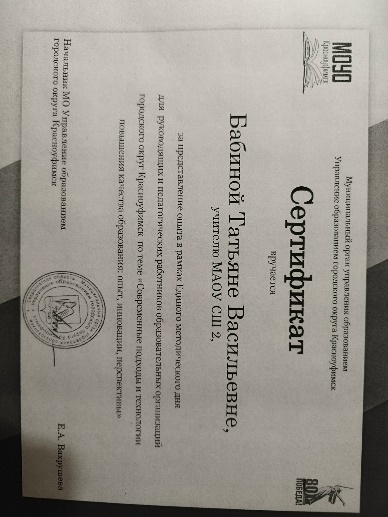 МОУО
Красноуфимск
80
ПОБЕДА!
Муниципальный орган управления образованием
Управление образованием городского округа Красноуфимск
Сертификат
вручается
Бабиной Татьяне Васильевне,
учителю МАОУ СШ 2,
за представление опыта в рамках Единого методического дня
для руководящих и педагогических работников образовательных организаций
городского округ Красноуфимск по теме «Современные подходы и технологии
повышения качества образования: опыт, инновации, перспективы»
Начальник МО Управление образованием
городского округа Красноуфимск
Е.А. Вахрушева